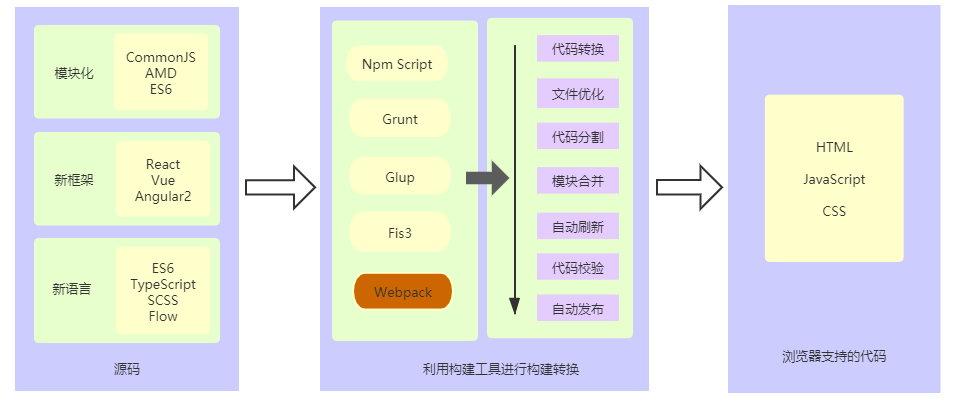 模块化
CommonJS
AMD
ES6
新框架
React
Vue
Angular2
新语言
ES6
TypeScript
SCSS
Flow
源码
Npm Script
Grunt
Glup
Fis3
Webpack
代码转换
文件优化
代码分割
模块合并
自动刷新
代码校验
自动发布
利用构建工具进行构建转换
HTML
JavaScript
CSS
浏览器支持的代码